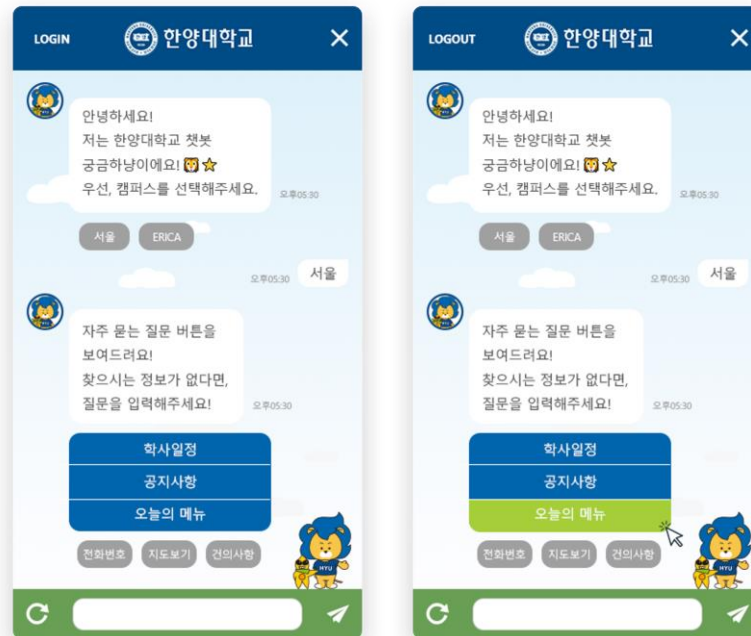 LOGIN
한양대학교
안녕하세요!
저는 한양대학교 챗봇
궁금하냥이에요!🐯⭐
우선, 캠퍼스를 선택해주세요.
오후05:30
서울
ERICA
오후05:30
서울
자주 묻는 질문 버튼을
보여드려요!
찾으시는 정보가 없다면,
질문을 입력해주세요!
오후05:30
학사일정
공지사항
오늘의 메뉴
전화번호
지도보기
건의사항
HYU
LOGOUT
한양대학교
안녕하세요!
저는 한양대학교 챗봇
궁금하냥이에요!🐯⭐
우선, 캠퍼스를 선택해주세요.
오후05:30
서울
ERICA
오후05:30
서울
자주 묻는 질문 버튼을
보여드려요!
찾으시는 정보가 없다면,
질문을 입력해주세요!
오후05:30
학사일정
공지사항
오늘의 메뉴
전화번호
지도보기
건의사항
HYU